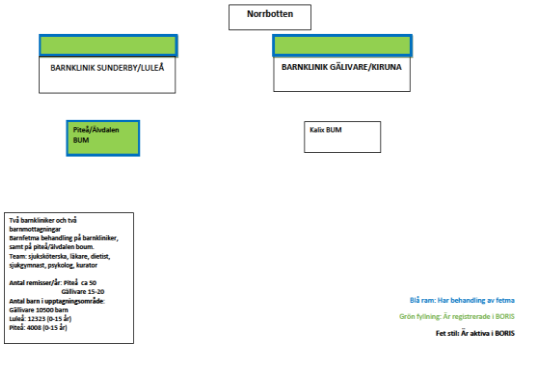 Norrbotten
BARNKLINIK SUNDERBY/LULEÅ
BARNKLINIK GÄLIVARE/KIRUNA
Piteå/Älvdalen
BUM
Kalix BUM
Två barnkliniker och två
barnmottagningar
Barnfetma behandling på barnkliniker,
samt på piteå/älvdalen boum.
Team: sjuksköterska, läkare, dietist,
sjukgymnast, psykolog, kurator
Antal remisser/år: Piteå ca 50
Gällivare 15-20
Antal barn i upptagningsområde:
Gällivare 10500 barn
Luleå: 12323 (0-15 år)
Piteå: 4008 (0-15 år)
Blå ram: Har behandling av fetma
Grön fyllning: Är registrerade i BORIS
Fet stil: Är aktiva i BORIS